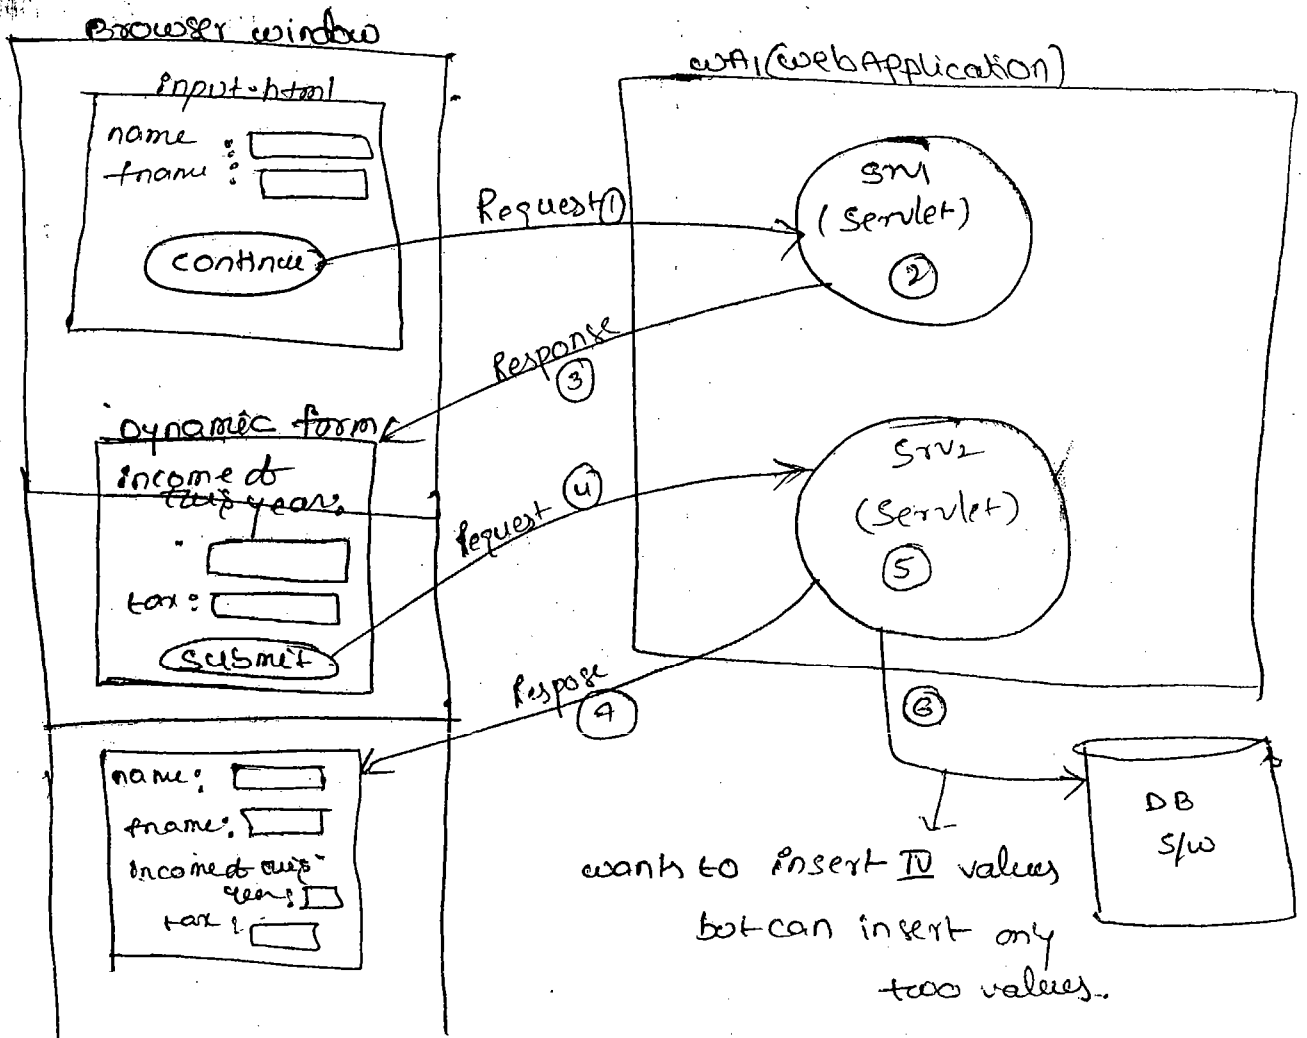 Browser window
input.html
name :
fname :
continue
Request ①
WA1 (Web Application)
Srv1
(Servlet)
②
Response
③
Dynamic form
income of
this year:
tax :
submit
Request ④
Srv2
(Servlet)
⑤
Respose
④
⑥
name:
fname:
income of this
year:
tax :
DB
S/W
wants to insert IV values
but can insert only
two values.